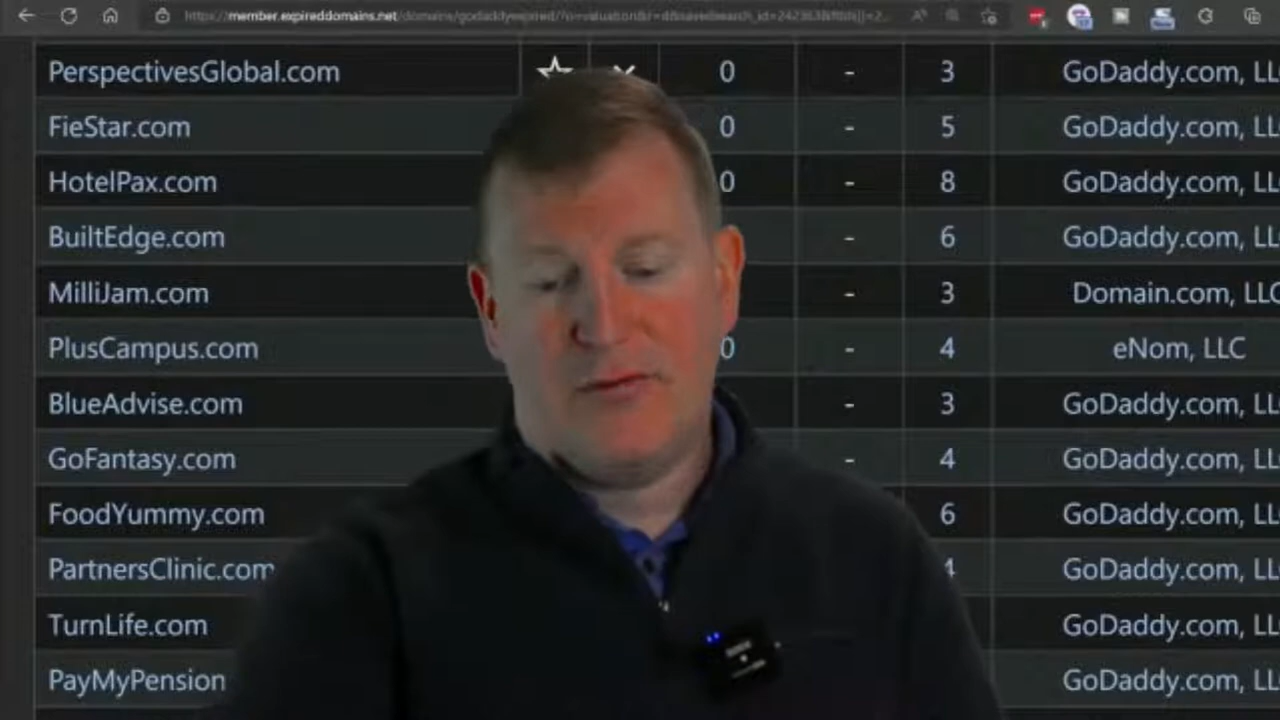 https://member.expireddomains.net/domains/godaddyexpired/
PerspectivesGlobal.com 0 - 3 GoDaddy.com, LL
FieStar.com 0 - 5 GoDaddy.com, LL
HotelPax.com 0 - 8 GoDaddy.com, LL
BuiltEdge.com - 6 GoDaddy.com, LL
MilliJam.com - 3 Domain.com, LLC
PlusCampus.com 0 - 4 eNom, LLC
BlueAdvise.com - 3 GoDaddy.com, LL
GoFantasy.com - 4 GoDaddy.com, LL
FoodYummy.com 6 GoDaddy.com, LL
PartnersClinic.com 4 GoDaddy.com, LL
TurnLife.com GoDaddy.com, LL
PayMyPension GoDaddy.com, LL